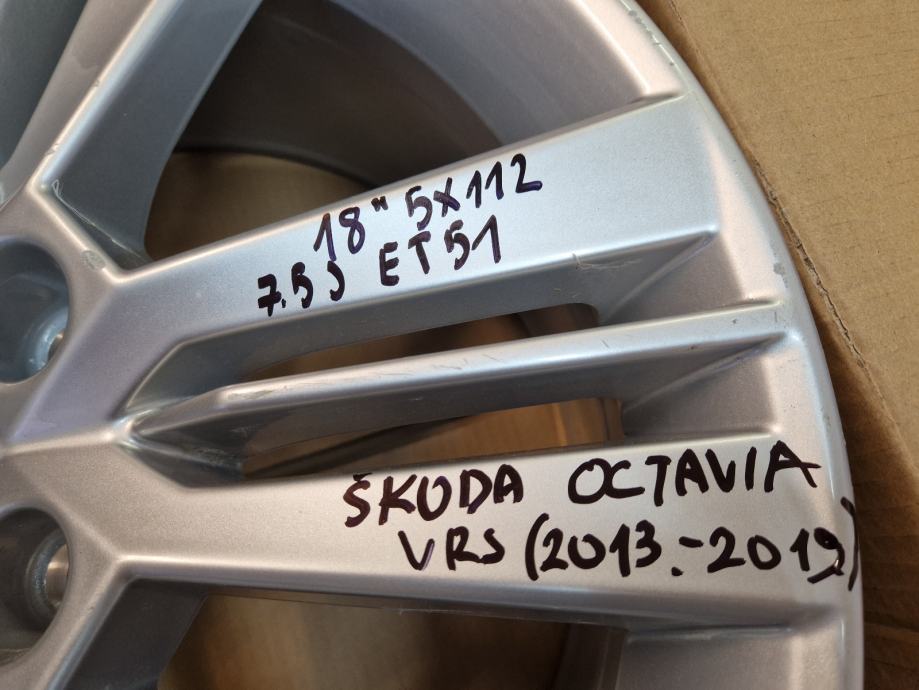 18" 5X112
7.5J ET51
ŠKODA OCTAVIA
VRS (2013.-2019)